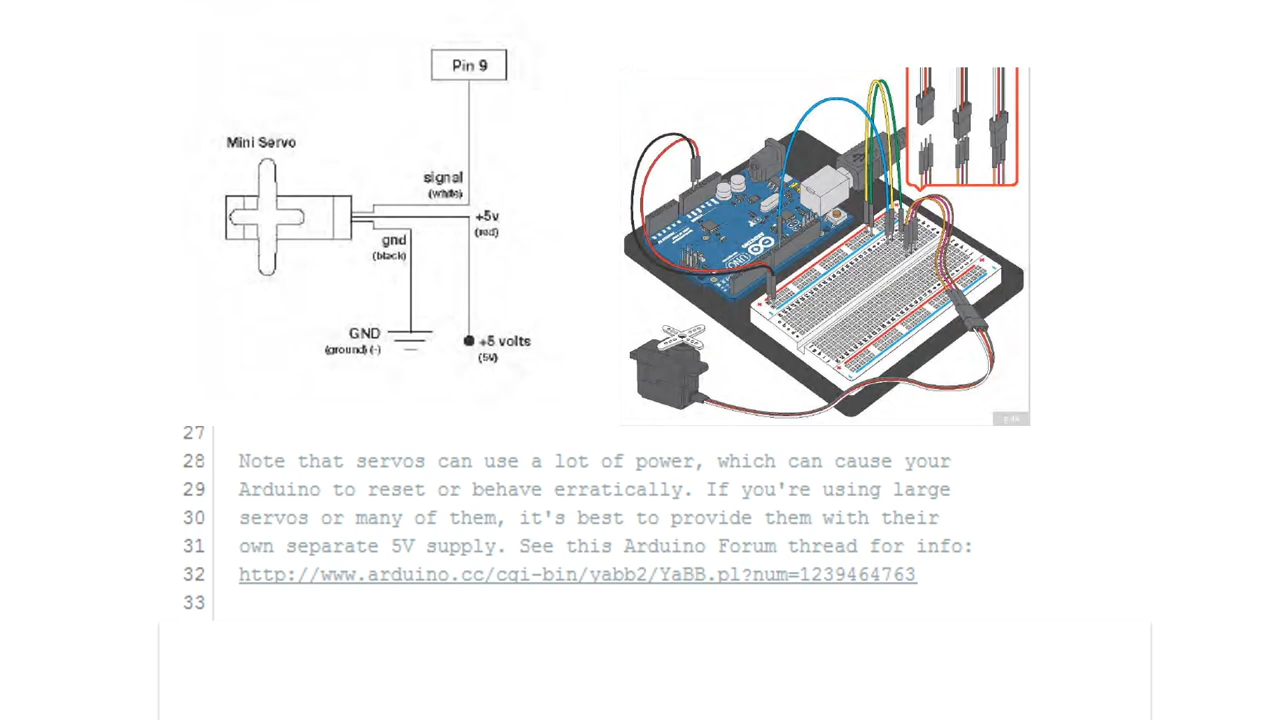 Pin 9
Mini Servo
signal
(white)
+5v
(red)
gnd
(black)
GND
(ground) (-)
+5 volts
(5V)
27
28 Note that servos can use a lot of power, which can cause your
29 Arduino to reset or behave erratically. If you're using large
30 servos or many of them, it's best to provide them with their
31 own separate 5V supply. See this Arduino Forum thread for info:
32 http://www.arduino.cc/cgi-bin/yabb2/YaBB.pl?num=1239464763
33